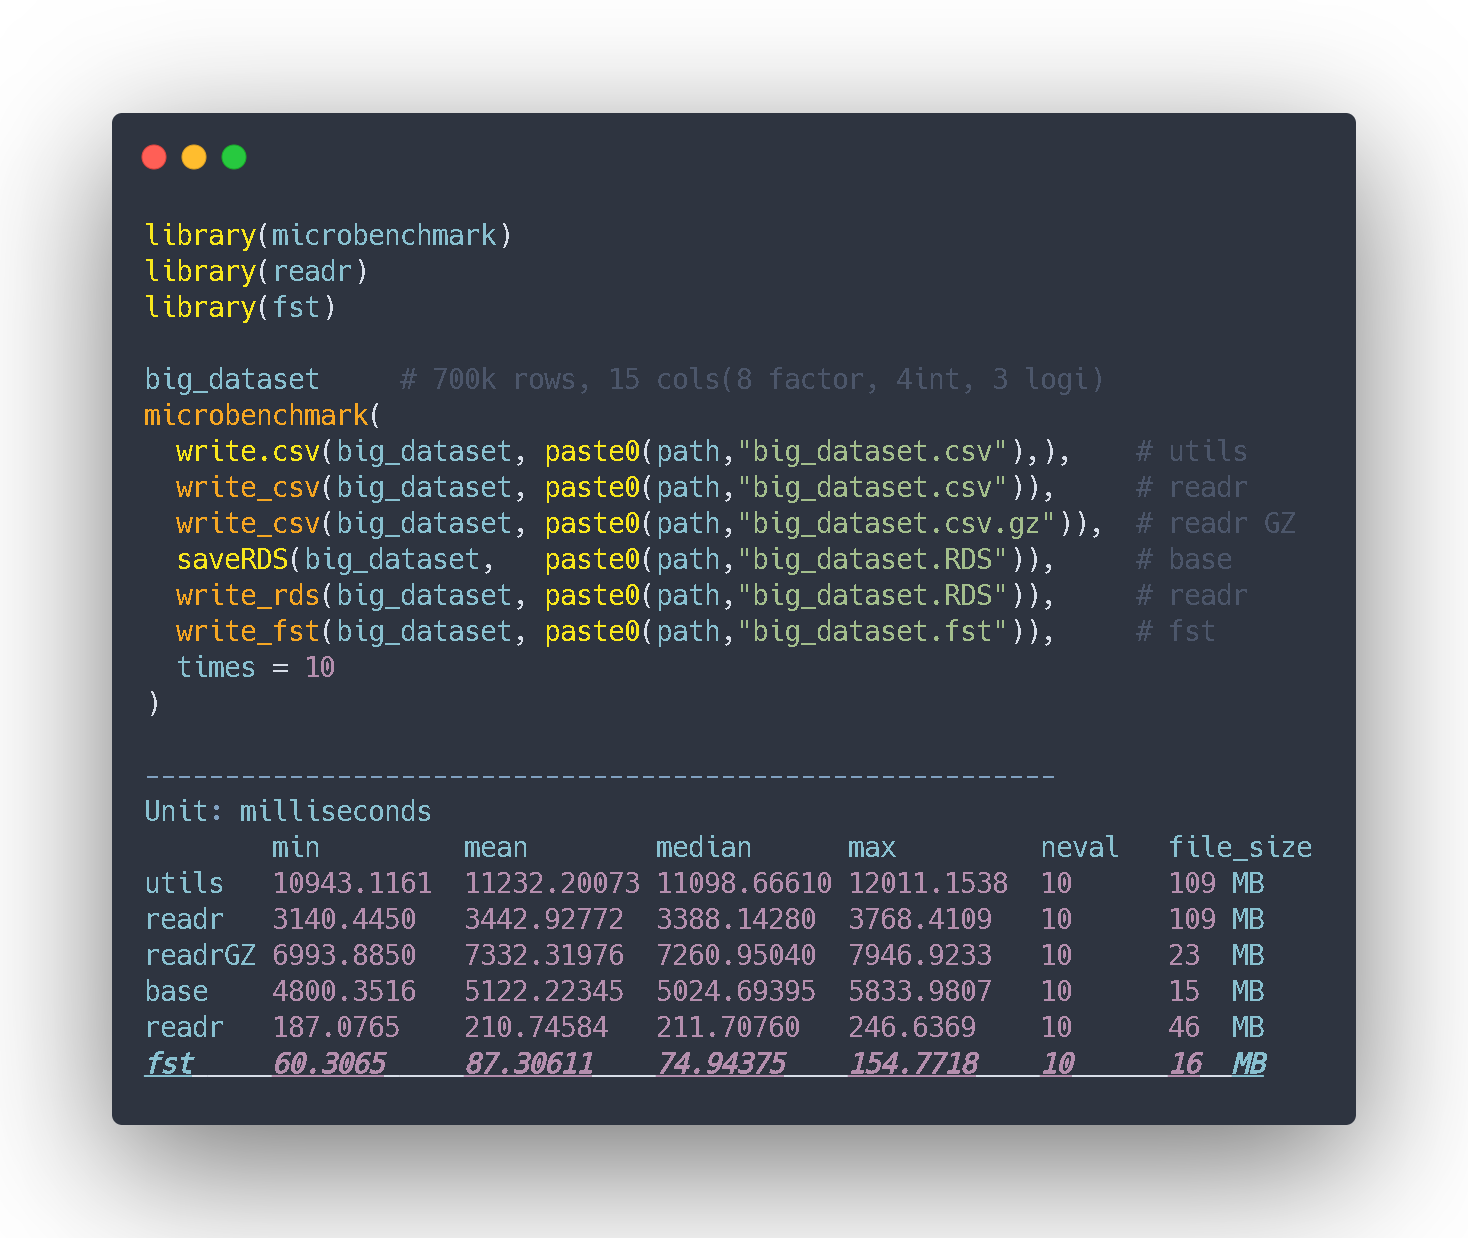 library(microbenchmark)
library(readr)
library(fst)
big_dataset     # 700k rows, 15 cols(8 factor, 4int, 3 logi)
microbenchmark(
  write.csv(big_dataset, paste0(path,"big_dataset.csv"),),    # utils
  write_csv(big_dataset, paste0(path,"big_dataset.csv")),     # readr
  write_csv(big_dataset, paste0(path,"big_dataset.csv.gz")),  # readr GZ
  saveRDS(big_dataset,   paste0(path,"big_dataset.RDS")),     # base
  write_rds(big_dataset, paste0(path,"big_dataset.RDS")),     # readr
  write_fst(big_dataset, paste0(path,"big_dataset.fst")),     # fst
  times = 10
)
---------------------------------------------------------
Unit: milliseconds
        min         mean        median      max         neval   file_size
utils   10943.1161  11232.20073 11098.66610 12011.1538  10      109 MB
readr   3140.4450   3442.92772  3388.14280  3768.4109   10      109 MB
readrGZ 6993.8850   7332.31976  7260.95040  7946.9233   10      23  MB
base    4800.3516   5122.22345  5024.69395  5833.9807   10      15  MB
readr   187.0765    210.74584   211.70760   246.6369    10      46  MB
fst     60.3065     87.30611    74.94375    154.7718    10      16  MB